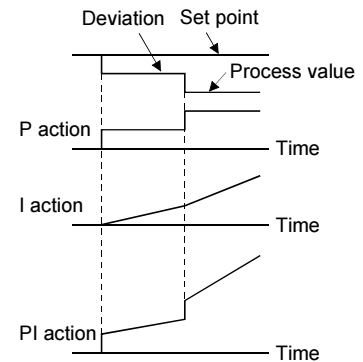 Deviation Set point
Process value
P action
Time
I action
Time
PI action
Time